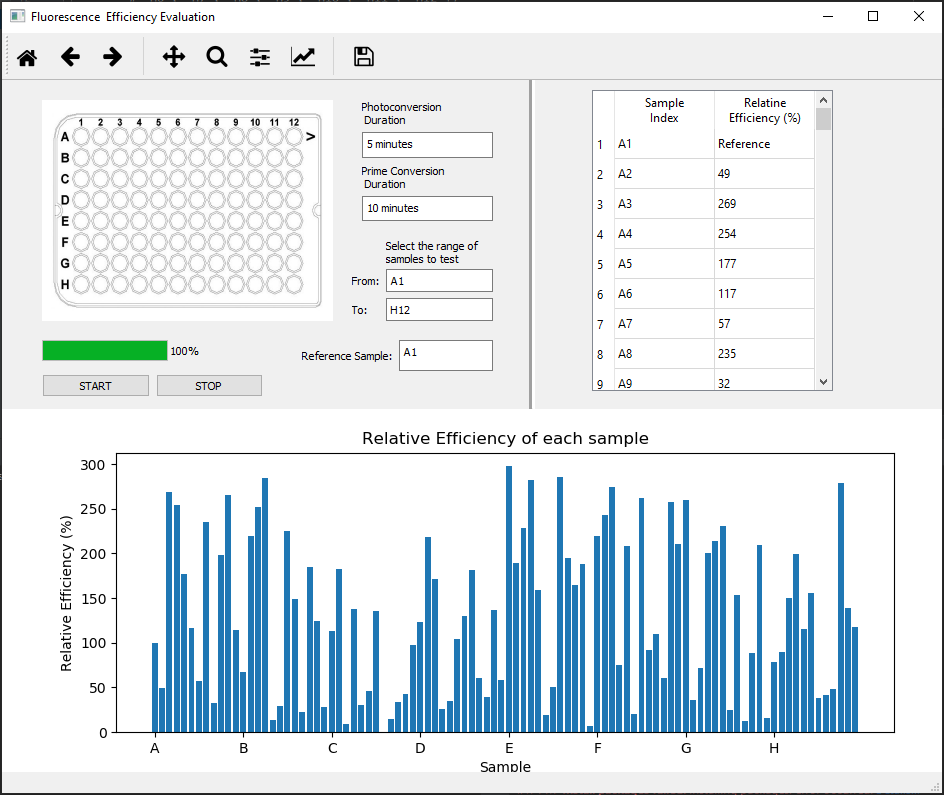 Fluorescence  Efficiency Evaluation
1 2 3 4 5 6 7 8 9 10 11 12
A >
B
C
D
E
F
G
H
Photoconversion
Duration
5 minutes
Prime Conversion
Duration
10 minutes
Select the range of
samples to test
From: A1
To: H12
Reference Sample: A1
100%
START STOP
Sample Index Relatine Efficiency (%)
1 A1 Reference
2 A2 49
3 A3 269
4 A4 254
5 A5 177
6 A6 117
7 A7 57
8 A8 235
9 A9 32
Relative Efficiency of each sample
Relative Efficiency (%)
300
250
200
150
100
50
0
A B C D E F G H
Sample